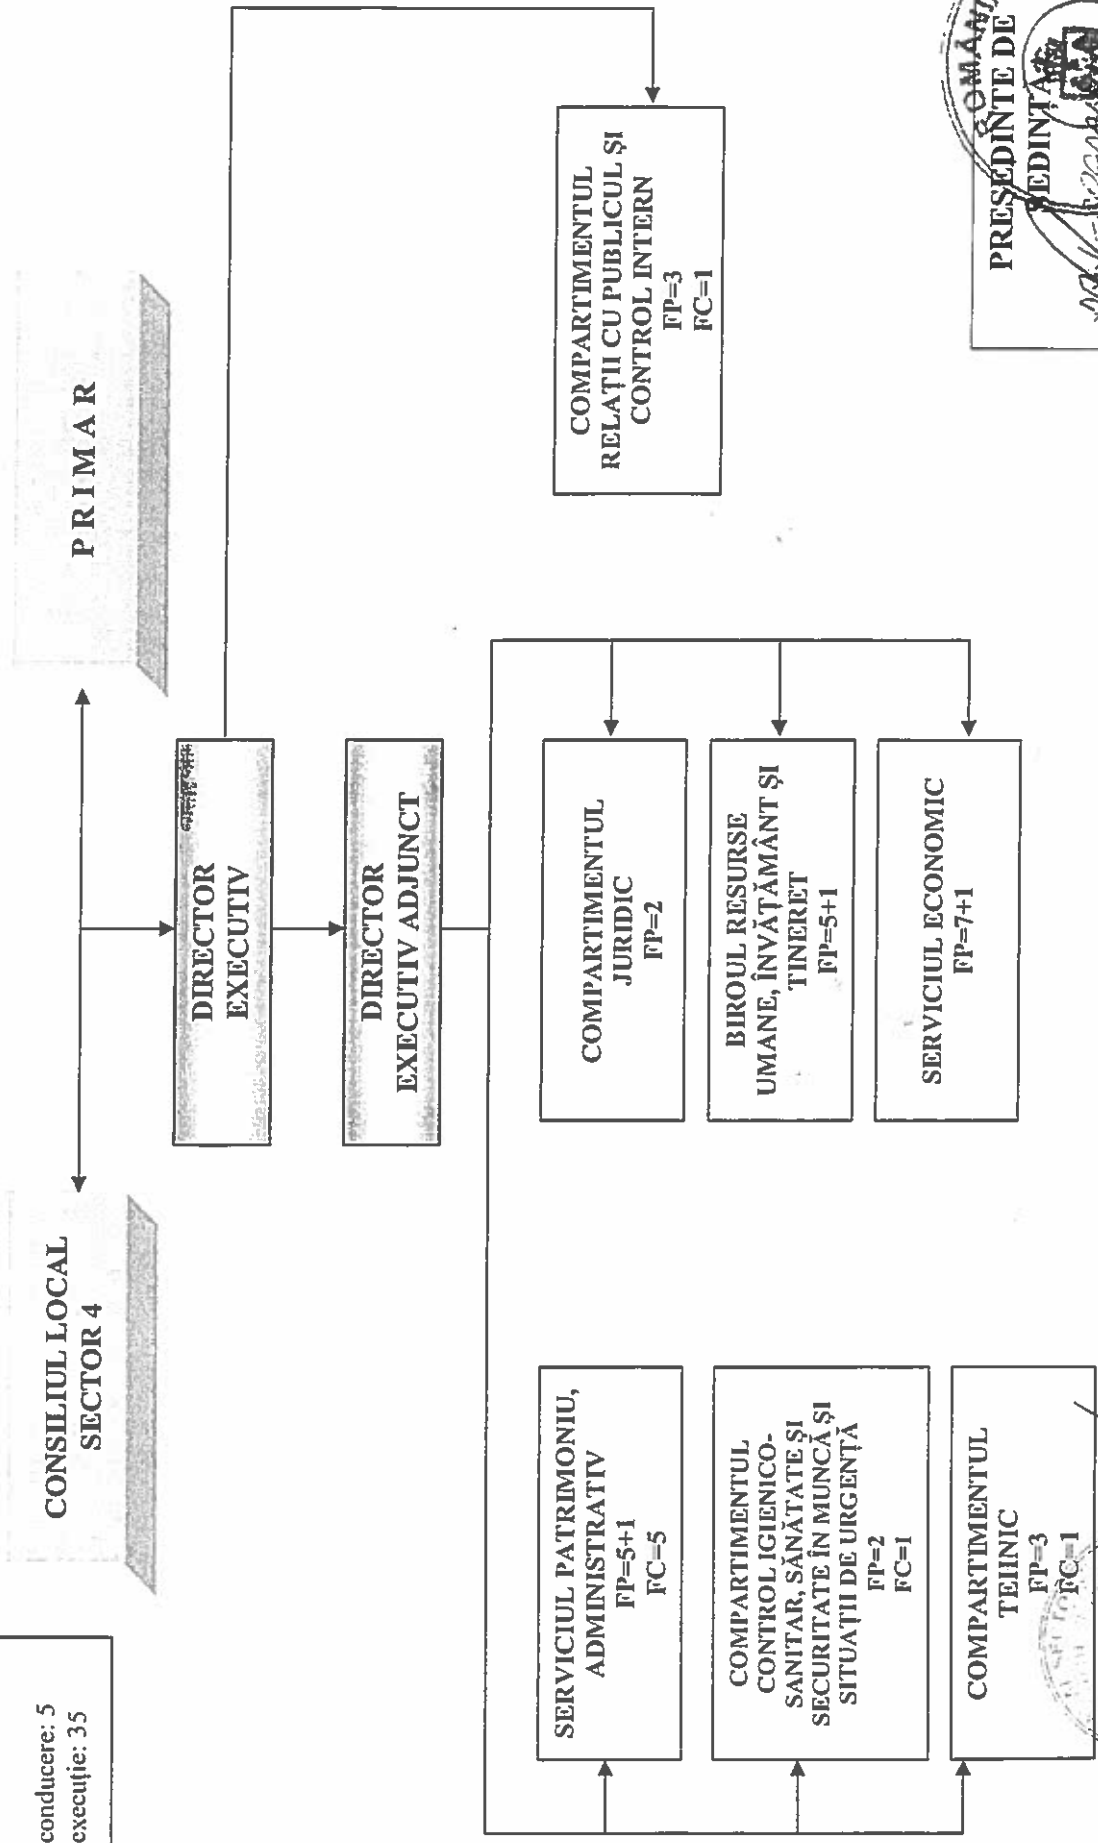 conducere: 5
execuție: 35
CONSILIUL LOCAL
SECTOR 4
PRIMAR
DIRECTOR
EXECUTIV
DIRECTOR
EXECUTIV ADJUNCT
SERVICIUL PATRIMONIU,
ADMINISTRATIV
FP=5+1
FC=5
COMPARTIMENTUL
CONTROL IGIENICO-
SANITAR, SĂNĂTATE ȘI
SECURITATE ÎN MUNCĂ ȘI
SITUAȚII DE URGENȚĂ
FP=2
FC=1
COMPARTIMENTUL
TEHNIC
FP=3
FC=1
COMPARTIMENTUL
JURIDIC
FP=2
BIROUL RESURSE
UMANE, ÎNVĂȚĂMÂNT ȘI
TINERET
FP=5+1
SERVICIUL ECONOMIC
FP=7+1
COMPARTIMENTUL
RELAȚII CU PUBLICUL ȘI
CONTROL INTERN
FP=3
FC=1
PRESEDINTE DE
ȘEDINȚĂ